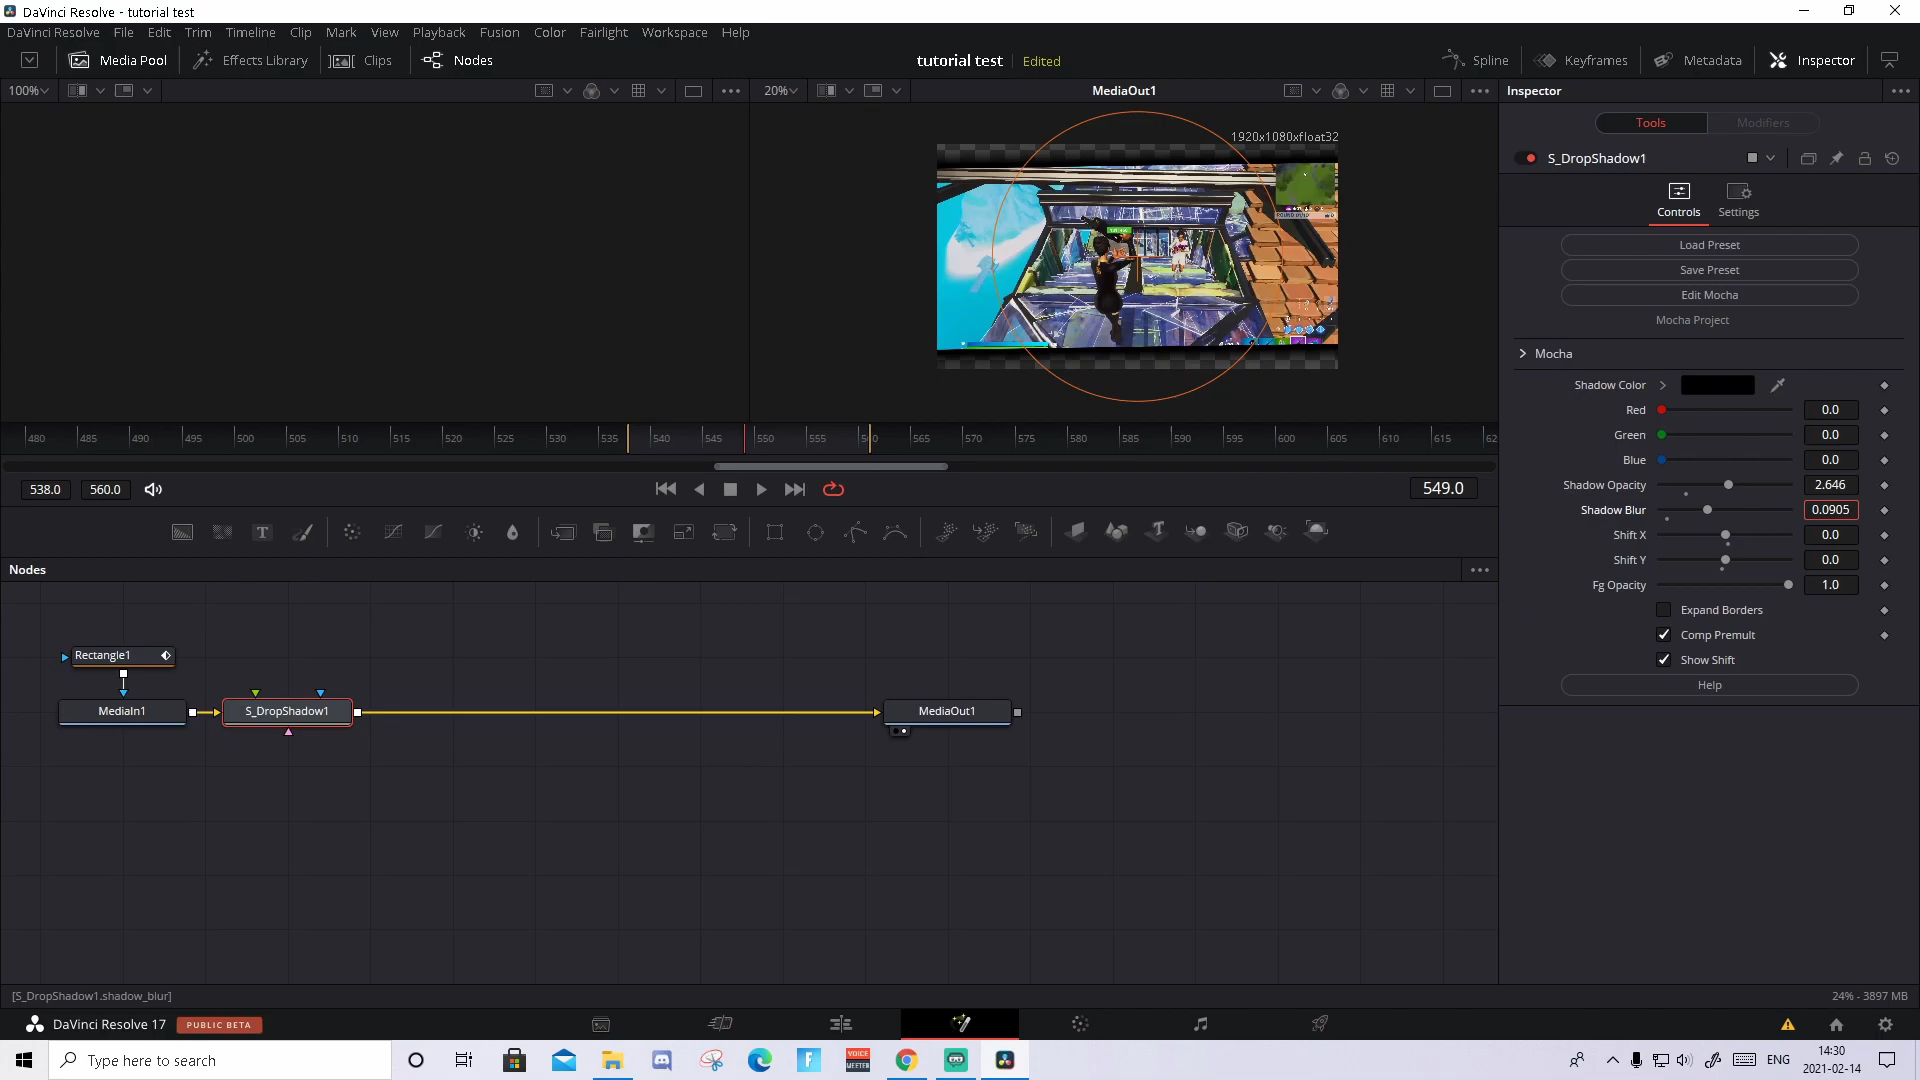 DaVinci Resolve - tutorial test
DaVinci Resolve File Edit Trim Timeline Clip Mark View Playback Fusion Color Fairlight Workspace Help
Media Pool Effects Library Clips Nodes tutorial test Edited Spline Keyframes Metadata Inspector
100% 20% MediaOut1 Inspector
1920x1080xfloat32
Tools Modifiers
S_DropShadow1
Controls Settings
Load Preset
Save Preset
Edit Mocha
Mocha Project
Mocha
Shadow Color
Red 0.0
Green 0.0
Blue 0.0
Shadow Opacity 2.646
Shadow Blur 0.0905
Shift X 0.0
Shift Y 0.0
Fg Opacity 1.0
Expand Borders
Comp Premult
Show Shift
Help
480 485 490 495 500 505 510 515 520 525 530 535 540 545 550 555 560 565 570 575 580 585 590 595 600 605 610 615 62
538.0 560.0 549.0
Nodes
Rectangle1
MediaIn1 S_DropShadow1 MediaOut1
[S_DropShadow1.shadow_blur] 24% - 3897 MB
DaVinci Resolve 17 PUBLIC BETA
Type here to search VOICE MEETER ENG 14:30
2021-02-14